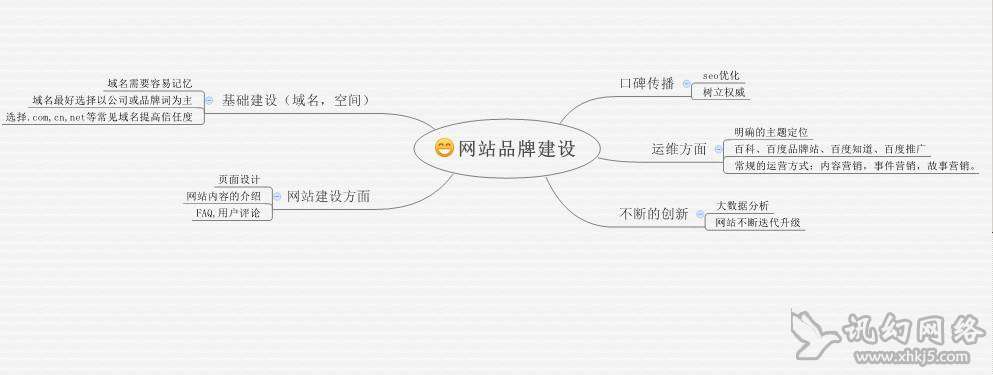 网站品牌建设
基础建设（域名，空间）
域名需要容易记忆
域名最好选择以公司或品牌词为主
选择.com,cn,net等常见域名提高信任度
网站建设方面
页面设计
网站内容的介绍
FAQ,用户评论
口碑传播
seo优化
树立权威
运维方面
明确的主题定位
百科、百度品牌站、百度知道、百度推广
常规的运营方式：内容营销，事件营销，故事营销。
不断的创新
大数据分析
网站不断迭代升级
讯幻网络
www.xhkj5.com